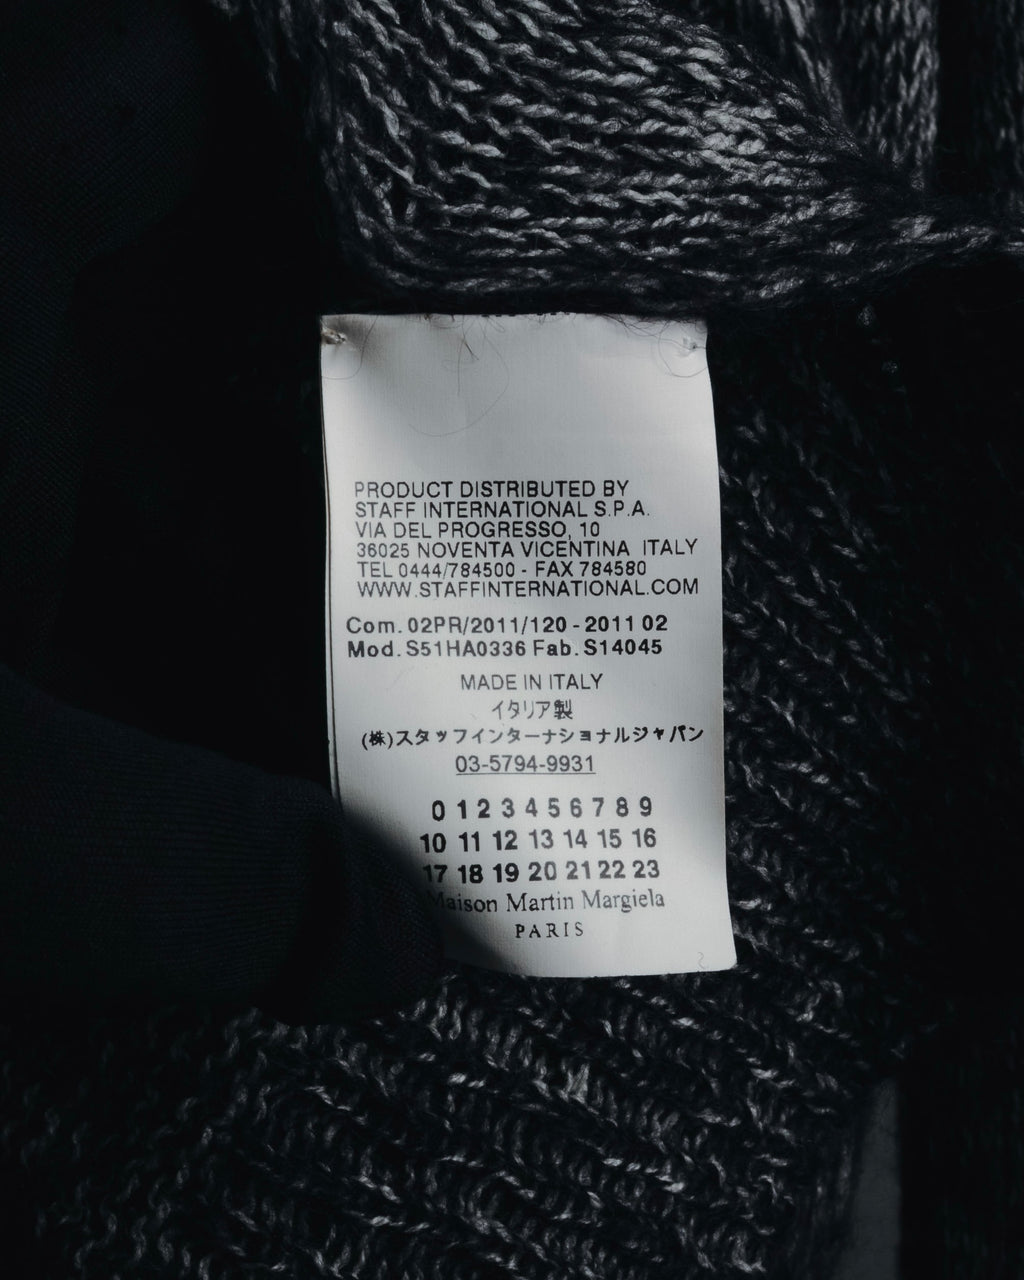 PRODUCT DISTRIBUTED BY
STAFF INTERNATIONAL S.P.A.
VIA DEL PROGRESSO, 10
36025 NOVENTA VICENTINA ITALY
TEL 0444/784500 - FAX 784580
WWW.STAFFINTERNATIONAL.COM
Com. 02PR/2011/120 - 2011 02
Mod. S51HA0336 Fab. S14045
MADE IN ITALY
イタリア製
(株)スタッフインターナショナルジャパン
03-5794-9931
0 1 2 3 4 5 6 7 8 9
10 11 12 13 14 15 16
17 18 19 20 21 22 23
Maison Martin Margiela
PARIS